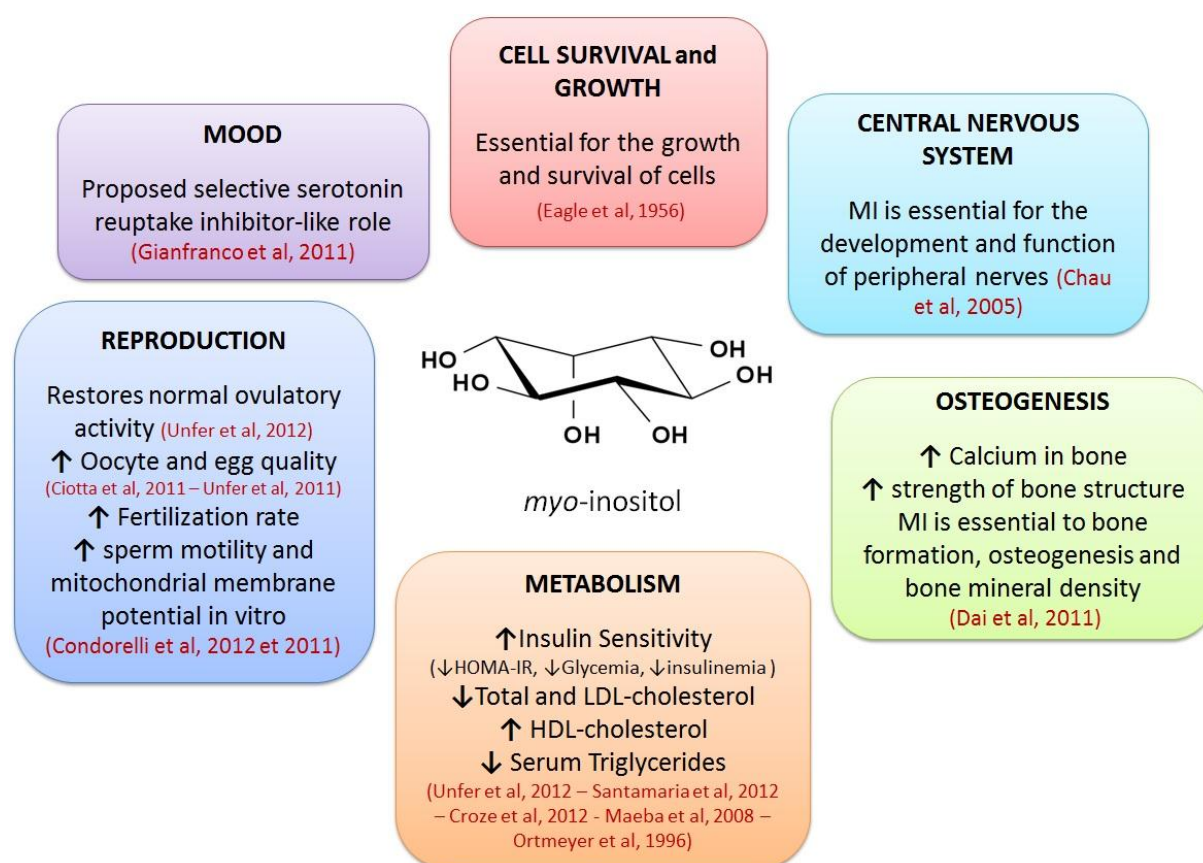 CELL SURVIVAL and
GROWTH
Essential for the growth
and survival of cells
(Eagle et al, 1956)
MOOD
Proposed selective serotonin
reuptake inhibitor-like role
(Gianfranco et al, 2011)
CENTRAL NERVOUS
SYSTEM
MI is essential for the
development and function
of peripheral nerves (Chau
et al, 2005)
REPRODUCTION
Restores normal ovulatory
activity (Unfer et al, 2012)
↑ Oocyte and egg quality
(Ciotta et al, 2011 – Unfer et al, 2011)
↑ Fertilization rate
↑ sperm motility and
mitochondrial membrane
potential in vitro
(Condorelli et al, 2012 et 2011)
HO
HO
OH
OH
OH
OH
myo-inositol
OSTEOGENESIS
↑ Calcium in bone
↑ strength of bone structure
MI is essential to bone
formation, osteogenesis and
bone mineral density
(Dai et al, 2011)
METABOLISM
↑Insulin Sensitivity
(↓HOMA-IR, ↓Glycemia, ↓insulinemia )
↓Total and LDL-cholesterol
↑ HDL-cholesterol
↓ Serum Triglycerides
(Unfer et al, 2012 – Santamaria et al, 2012
– Croze et al, 2012 - Maeba et al, 2008 –
Ortmeyer et al, 1996)